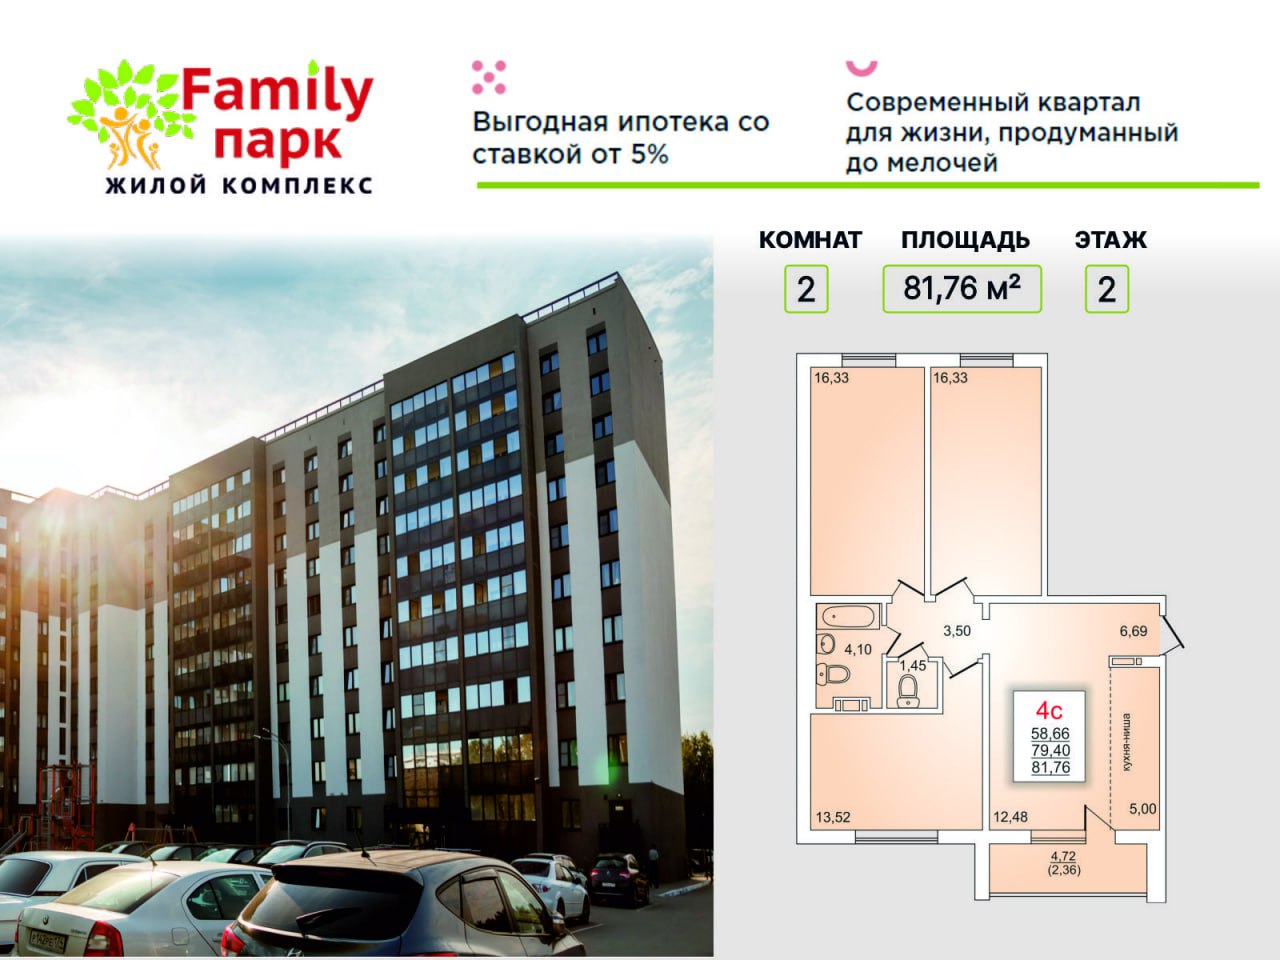 Family
парк
ЖИЛОЙ КОМПЛЕКС
Выгодная ипотека со
ставкой от 5%
Современный квартал
для жизни, продуманный
до мелочей
КОМНАТ
ПЛОЩАДЬ
ЭТАЖ
2
81,76 м²
2
16,33
16,33
3,50
6,69
4,10
1,45
4с
58,66
79,40
81,76
кухня-ниша
13,52
12,48
5,00
4,72
(2,36)